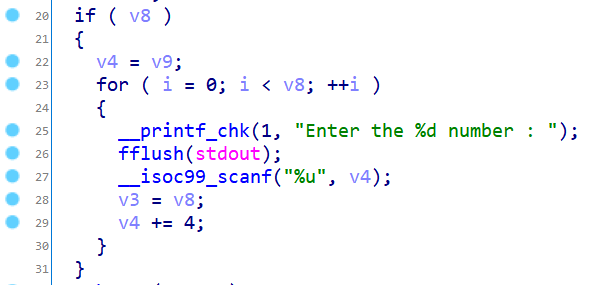 20 if ( v8 )
21 {
22 v4 = v9;
23 for ( i = 0; i < v8; ++i )
24 {
25 __printf_chk(1, "Enter the %d number : ");
26 fflush(stdout);
27 __isoc99_scanf("%u", v4);
28 v3 = v8;
29 v4 += 4;
30 }
31 }